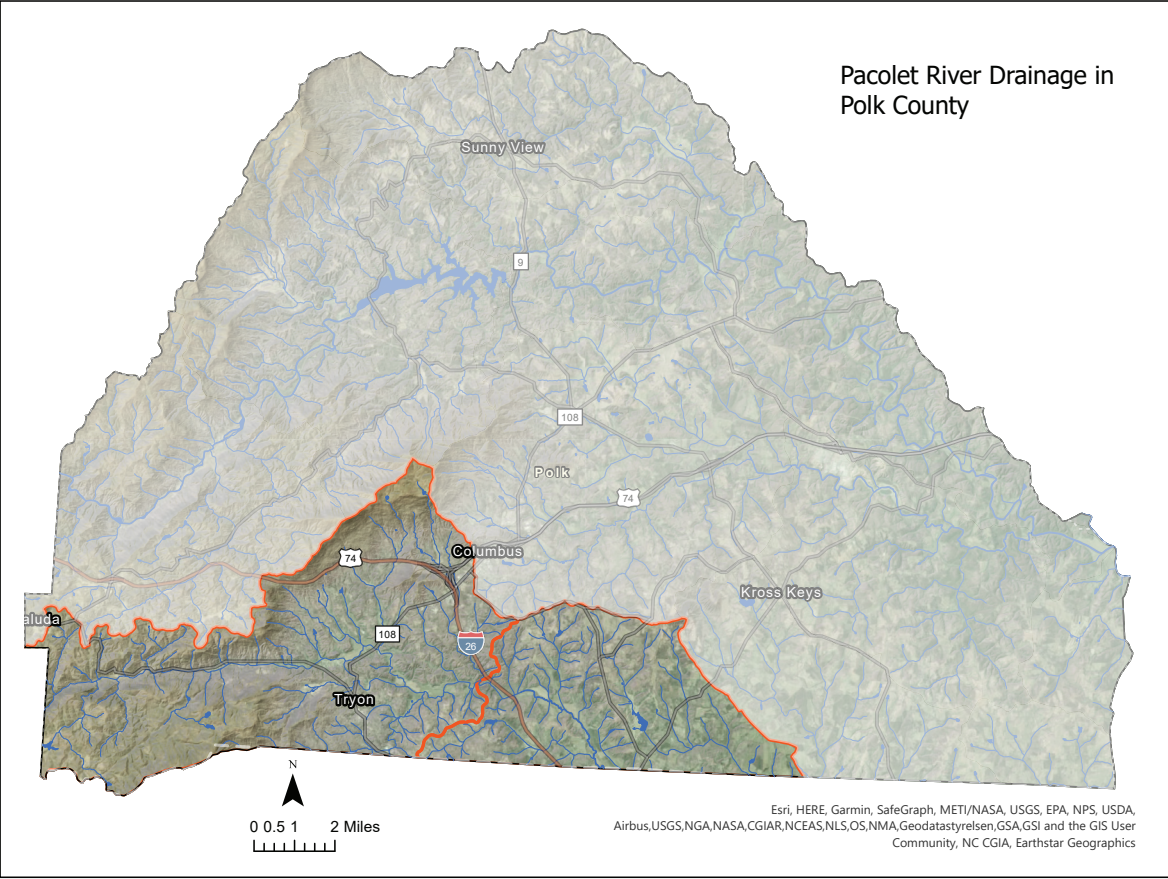 Pacolet River Drainage in
Polk County
Sunny View
9
108
Polk
74
Columbus
74
Kross Keys
aluda
108
26
Tryon
N
0 0.5 1 2 Miles
Esri, HERE, Garmin, SafeGraph, METI/NASA, USGS, EPA, NPS, USDA,
Airbus,USGS,NGA,NASA,CGIAR,NCEAS,NLS,OS,NMA,Geodatastyrelsen,GSA,GSI and the GIS User
Community, NC CGIA, Earthstar Geographics